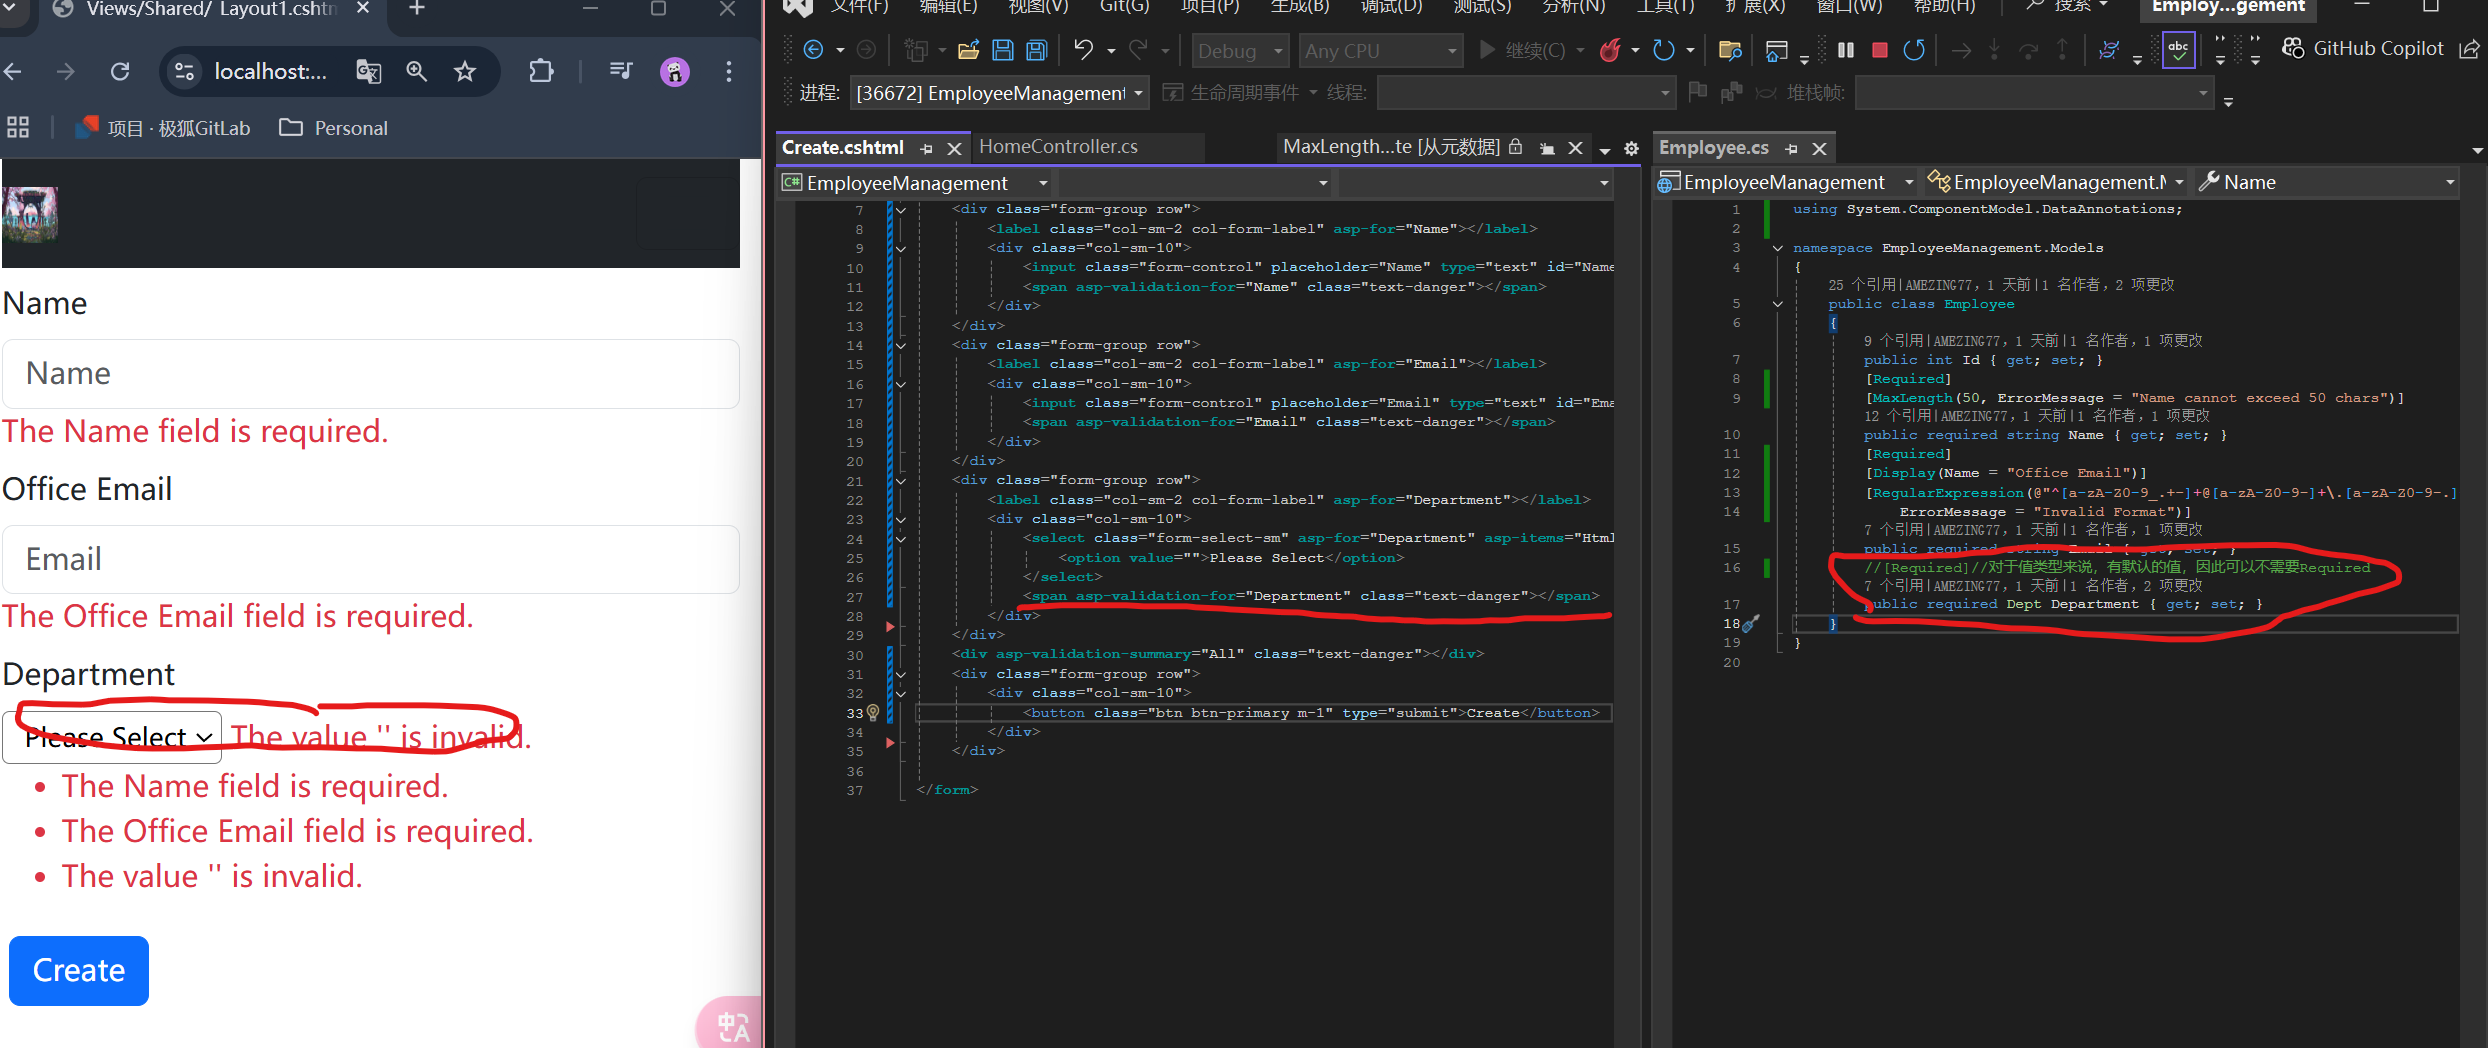 Views/Shared/_Layout1.cshtm
localhost:...
项目 · 极狐GitLab
Personal
Name
Name
The Name field is required.
Office Email
Email
The Office Email field is required.
Department
Please Select
The value '' is invalid.
The Name field is required.
The Office Email field is required.
The value '' is invalid.
Create
中A
文件(F) 编辑(E) 视图(V) Git(G) 项目(P) 生成(B) 调试(D) 测试(S) 分析(N) 工具(T) 扩展(X) 窗口(W) 帮助(H) 搜索
Employ...gement
Debug Any CPU 继续(C) abc GitHub Copilot
进程: [36672] EmployeeManagement 生命周期事件 线程: 堆栈帧:
Create.cshtml HomeController.cs MaxLength...te [从元数据]
EmployeeManagement
7 <div class="form-group row">
8 <label class="col-sm-2 col-form-label" asp-for="Name"></label>
9 <div class="col-sm-10">
10 <input class="form-control" placeholder="Name" type="text" id="Name
11 <span asp-validation-for="Name" class="text-danger"></span>
12 </div>
13 </div>
14 <div class="form-group row">
15 <label class="col-sm-2 col-form-label" asp-for="Email"></label>
16 <div class="col-sm-10">
17 <input class="form-control" placeholder="Email" type="text" id="Ema
18 <span asp-validation-for="Email" class="text-danger"></span>
19 </div>
20 </div>
21 <div class="form-group row">
22 <label class="col-sm-2 col-form-label" asp-for="Department"></label>
23 <div class="col-sm-10">
24 <select class="form-select-sm" asp-for="Department" asp-items="Html
25 <option value="">Please Select</option>
26 </select>
27 <span asp-validation-for="Department" class="text-danger"></span>
28 </div>
29 </div>
30 <div asp-validation-summary="All" class="text-danger"></div>
31 <div class="form-group row">
32 <div class="col-sm-10">
33 <button class="btn btn-primary m-1" type="submit">Create</button>
34 </div>
35 </div>
36
37 </form>
Employee.cs
EmployeeManagement EmployeeManagement.M Name
1 using System.ComponentModel.DataAnnotations;
2
3 namespace EmployeeManagement.Models
4 {
25 个引用|AMEZING77，1 天前|1 名作者，2 项更改
5 public class Employee
6 {
9 个引用|AMEZING77，1 天前|1 名作者，1 项更改
7 public int Id { get; set; }
8 [Required]
9 [MaxLength(50, ErrorMessage = "Name cannot exceed 50 chars")]
12 个引用|AMEZING77，1 天前|1 名作者，1 项更改
10 public required string Name { get; set; }
11 [Required]
12 [Display(Name = "Office Email")]
13 [RegularExpression(@"^[a-zA-Z0-9_.+-]+@[a-zA-Z0-9-]+\.[a-zA-Z0-9-.]
14 ErrorMessage = "Invalid Format")]
7 个引用|AMEZING77，1 天前|1 名作者，1 项更改
15 public required string Email { get; set; }
16 //[Required]//对于值类型来说，有默认的值，因此可以不需要Required
7 个引用|AMEZING77，1 天前|1 名作者，2 项更改
17 public required Dept Department { get; set; }
18 }
19 }
20